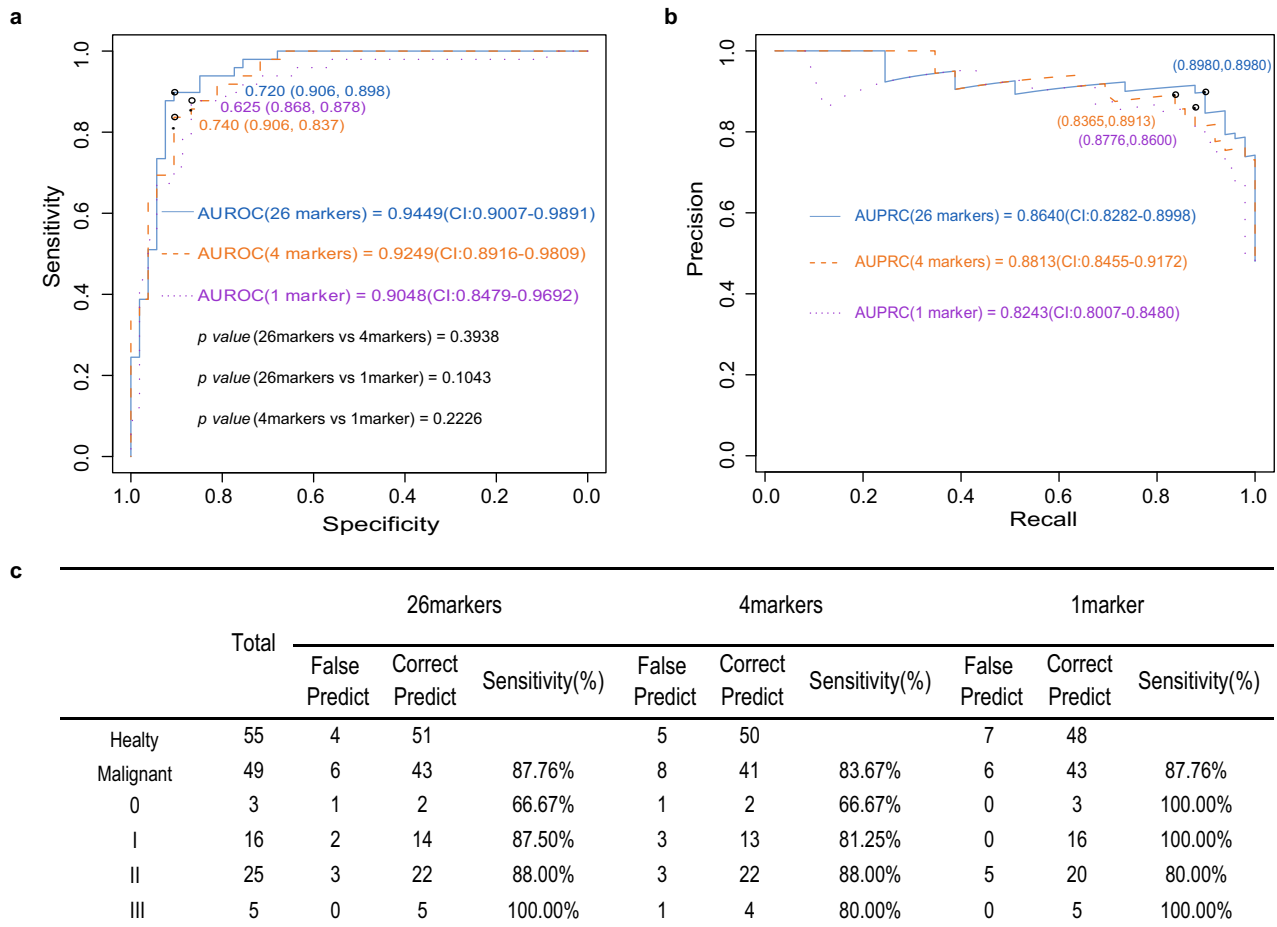 a
1.0
0.8
0.6
0.4
0.2
0.0
Sensitivity
0.720 (0.906, 0.898)
0.625 (0.868, 0.878)
0.740 (0.906, 0.837)
AUROC(26 markers) = 0.9449(CI:0.9007-0.9891)
AUROC(4 markers) = 0.9249(CI:0.8916-0.9809)
AUROC(1 marker) = 0.9048(CI:0.8479-0.9692)
p value (26markers vs 4markers) = 0.3938
p value (26markers vs 1marker) = 0.1043
p value (4markers vs 1marker) = 0.2226
1.0 0.8 0.6 0.4 0.2 0.0
Specificity
b
1.0
0.8
0.6
0.4
0.2
0.0
Precision
(0.8980,0.8980)
(0.8365,0.8913)
(0.8776,0.8600)
AUPRC(26 markers) = 0.8640(CI:0.8282-0.8998)
AUPRC(4 markers) = 0.8813(CI:0.8455-0.9172)
AUPRC(1 marker) = 0.8243(CI:0.8007-0.8480)
0.0 0.2 0.4 0.6 0.8 1.0
Recall
c
26markers 4markers 1marker
Total
False Predict Correct Predict Sensitivity(%) False Predict Correct Predict Sensitivity(%) False Predict Correct Predict Sensitivity(%)
Healty 55 4 51 5 50 7 48
Malignant 49 6 43 87.76% 8 41 83.67% 6 43 87.76%
0 3 1 2 66.67% 1 2 66.67% 0 3 100.00%
I 16 2 14 87.50% 3 13 81.25% 0 16 100.00%
II 25 3 22 88.00% 3 22 88.00% 5 20 80.00%
III 5 0 5 100.00% 1 4 80.00% 0 5 100.00%